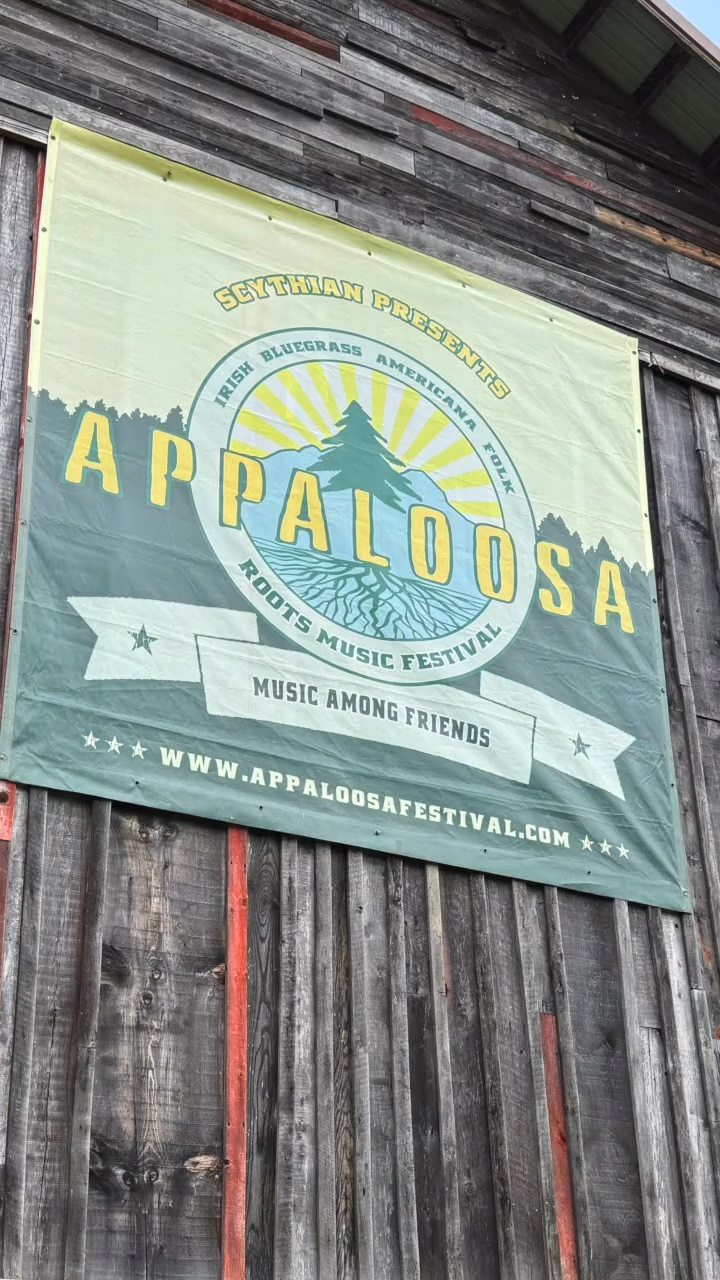 SCYTHIAN PRESENTS
IRISH BLUEGRASS AMERICANA FOLK
APPALOOSA
ROOTS MUSIC FESTIVAL
MUSIC AMONG FRIENDS
WWW.APPALOOSAFESTIVAL.COM